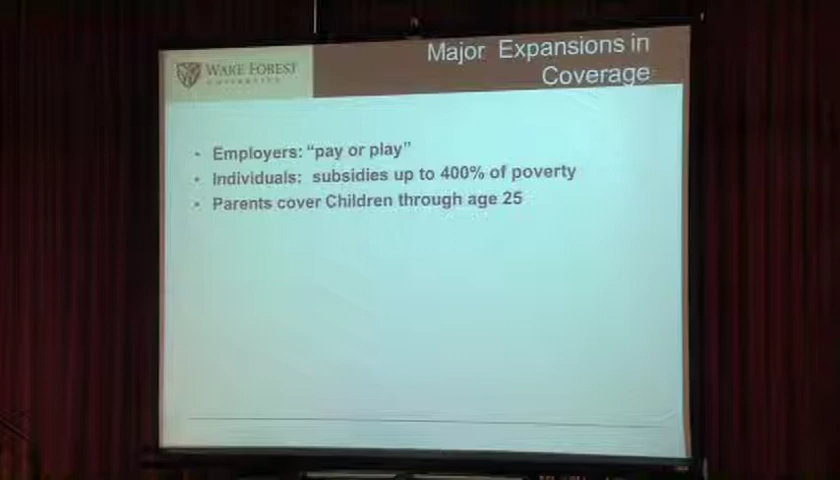 WAKE FOREST
UNIVERSITY
Major Expansions in
Coverage
• Employers: “pay or play”
• Individuals: subsidies up to 400% of poverty
• Parents cover Children through age 25